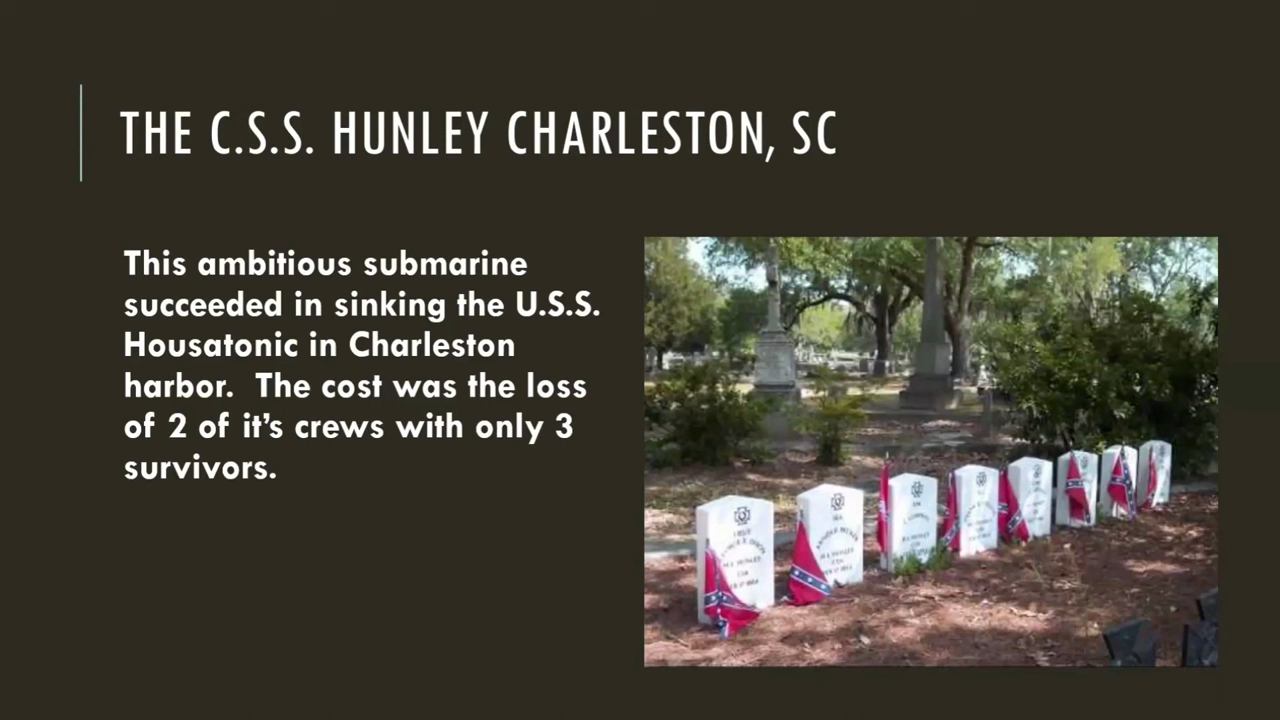 THE C.S.S. HUNLEY CHARLESTON, SC
This ambitious submarine
succeeded in sinking the U.S.S.
Housatonic in Charleston
harbor.  The cost was the loss
of 2 of it’s crews with only 3
survivors.